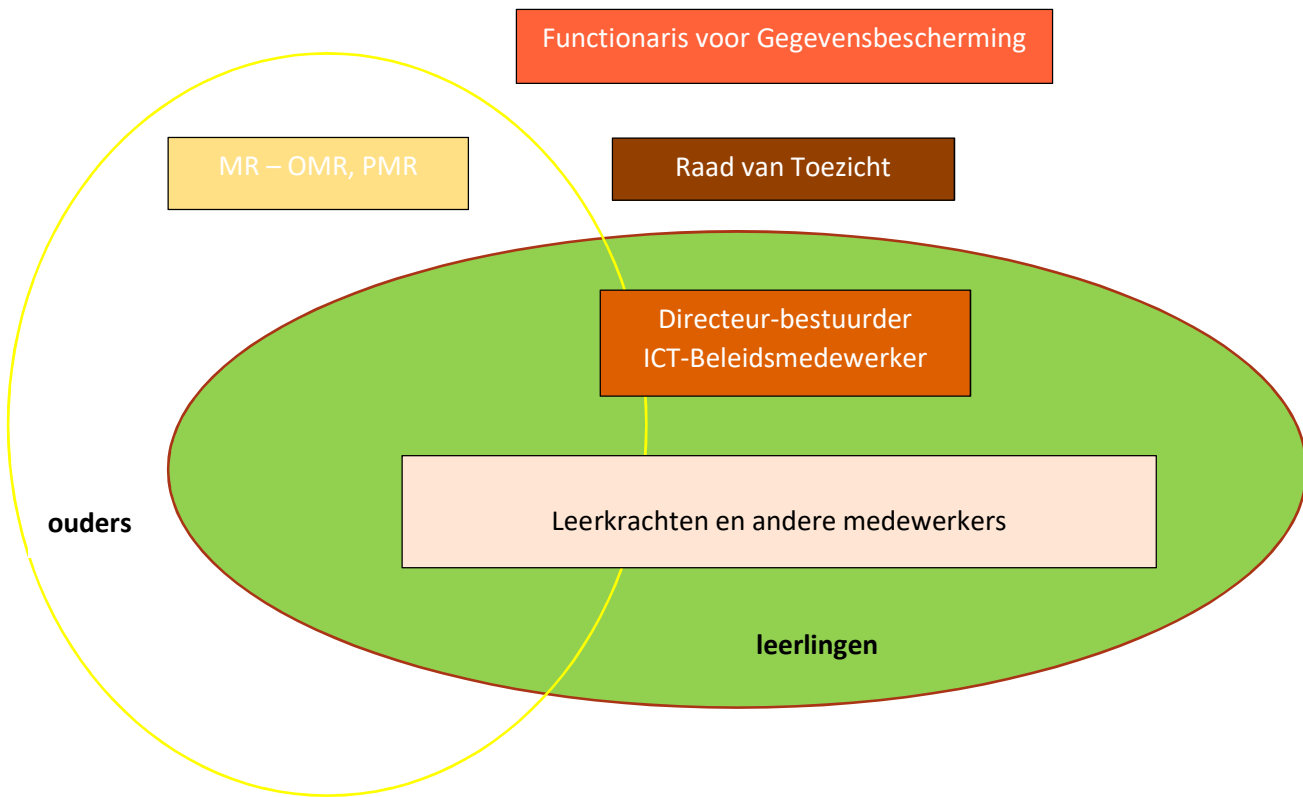 Functionaris voor Gegevensbescherming
MR – OMR, PMR
Raad van Toezicht
Directeur-bestuurder
ICT-Beleidsmedewerker
ouders
Leerkrachten en andere medewerkers
leerlingen